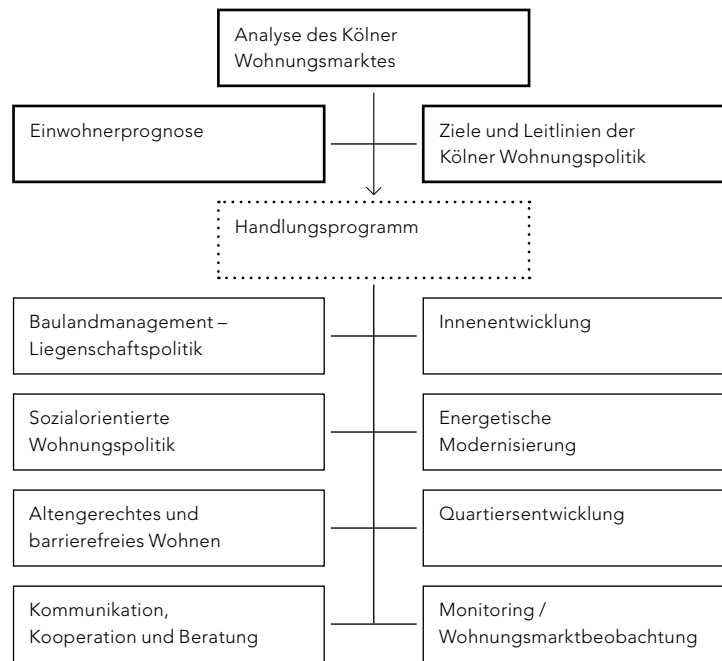 Analyse des Kölner
Wohnungsmarktes
Einwohnerprognose
Ziele und Leitlinien der
Kölner Wohnungspolitik
Handlungsprogramm
Baulandmanagement –
Liegenschaftspolitik
Innenentwicklung
Sozialorientierte
Wohnungspolitik
Energetische
Modernisierung
Altengerechtes und
barrierefreies Wohnen
Quartiersentwicklung
Kommunikation,
Kooperation und Beratung
Monitoring /
Wohnungsmarktbeobachtung